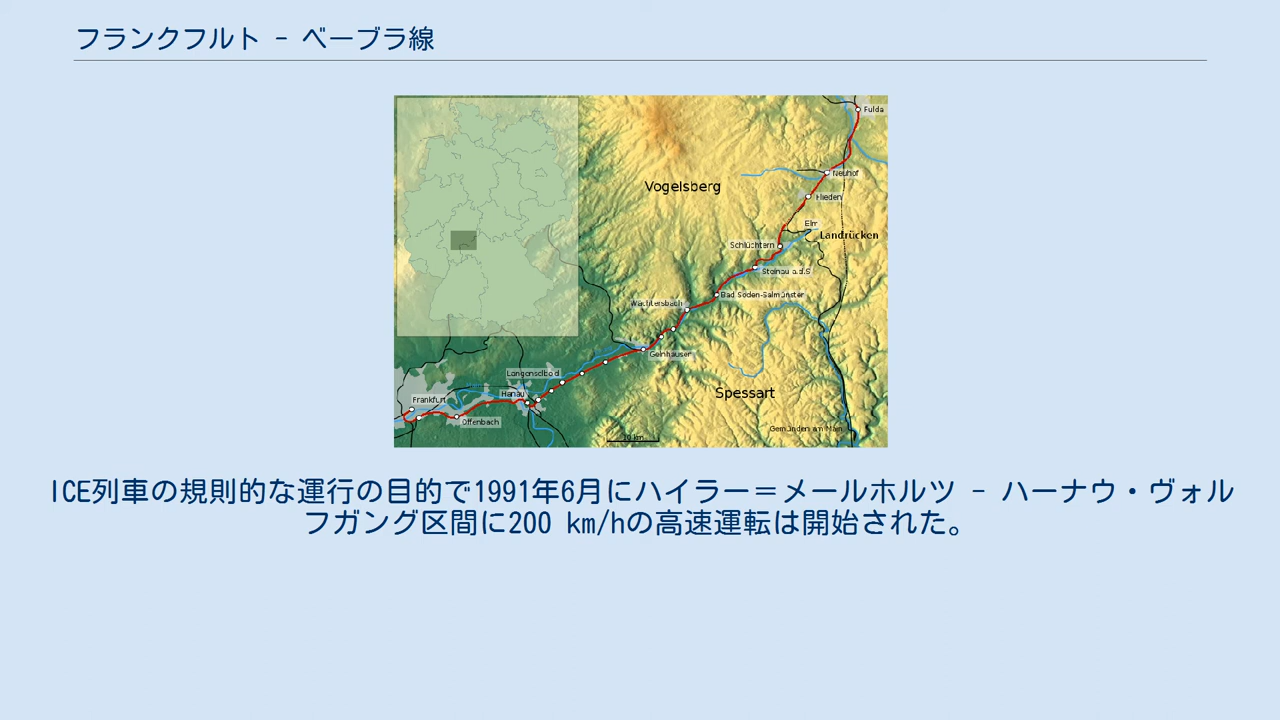 フランクフルト - ベーブラ線
Fulda
Neuhof
Vogelsberg
Flieden
Elm
Landrücken
Schlüchtern
Steinau a.d.S
Bad Soden-Salmünster
Wächtersbach
Gelnhausen
Langenselbold
Spessart
Hanau
Frankfurt
Offenbach
Gemünden am Main
10 km
ICE列車の規則的な運行の目的で1991年6月にハイラー＝メールホルツ - ハーナウ・ヴォル
フガング区間に200 km/hの高速運転は開始された。